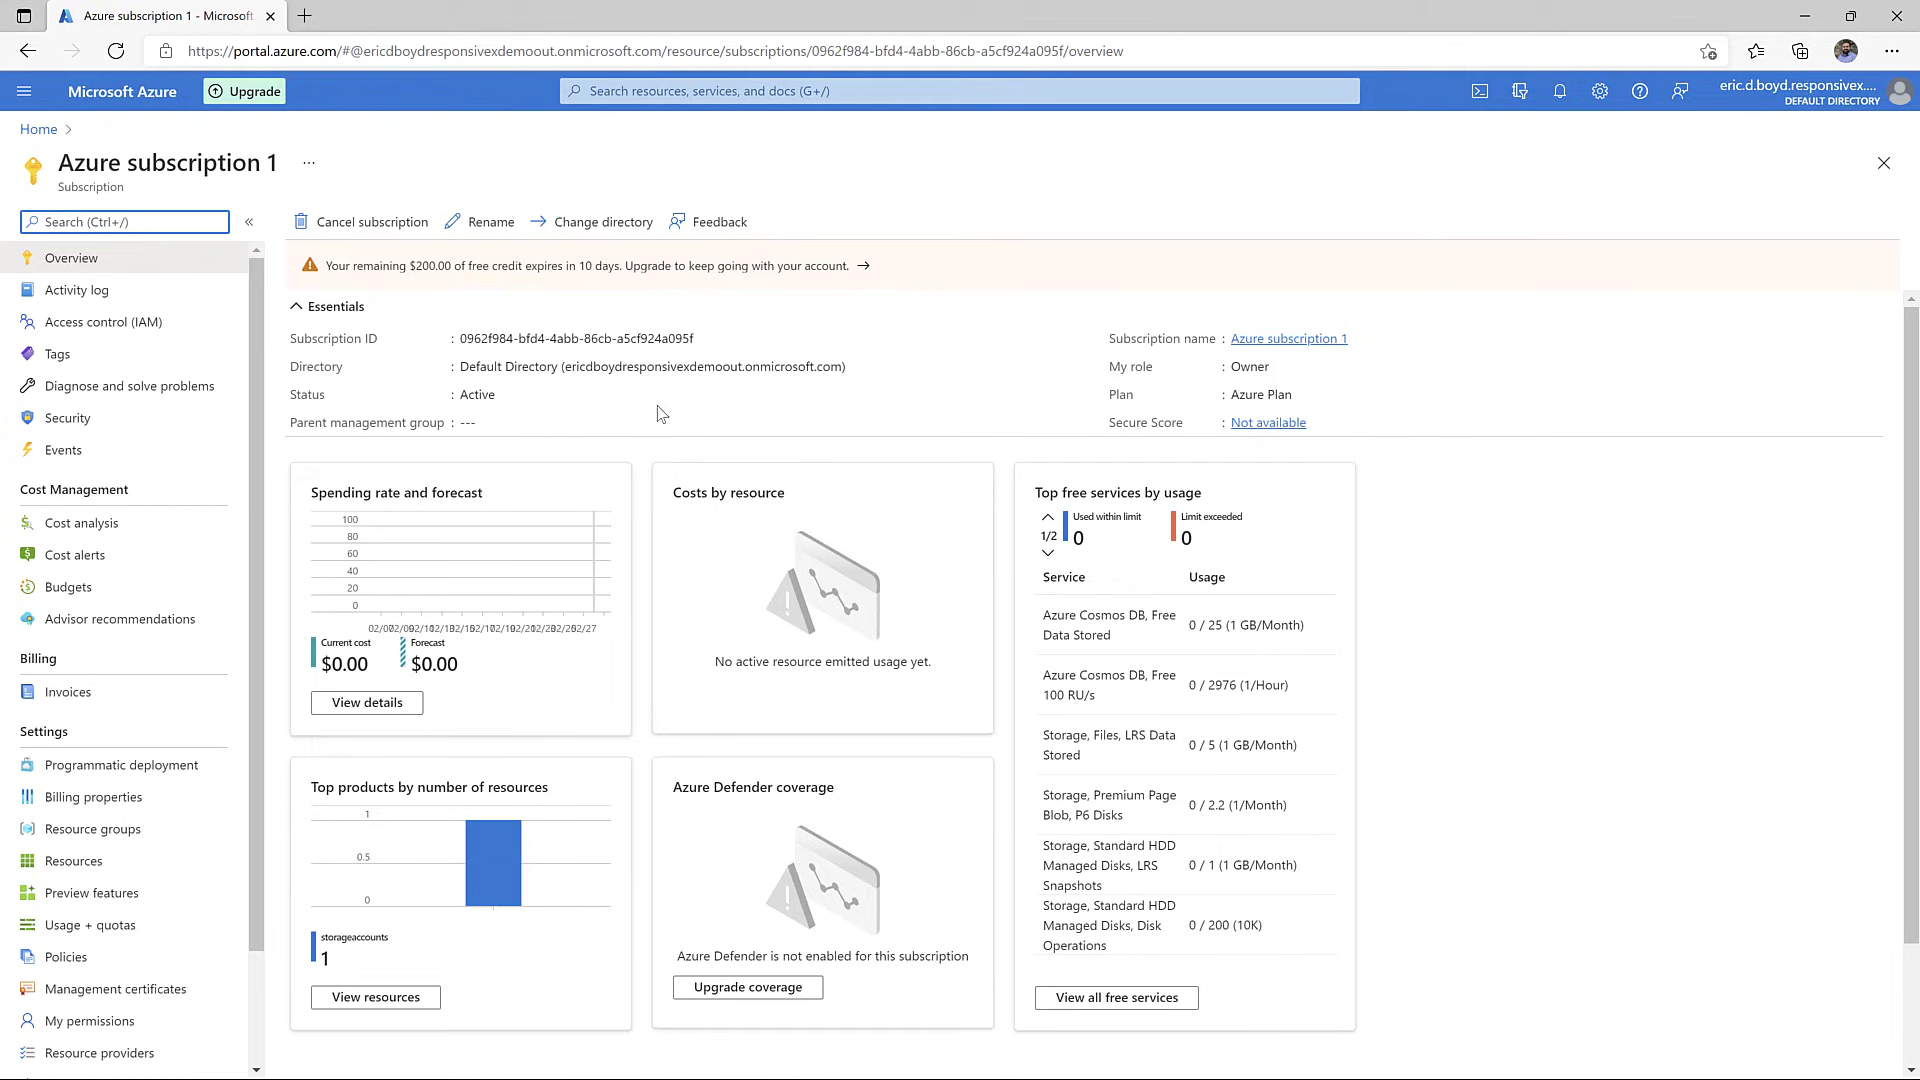 Azure subscription 1 - Microsoft
https://portal.azure.com/#@ericdboydresponsivexdemoout.onmicrosoft.com/resource/subscriptions/0962f984-bfd4-4abb-86cb-a5cf924a095f/overview
Microsoft Azure
Upgrade
Search resources, services, and docs (G+/)
eric.d.boyd.responsivex....
DEFAULT DIRECTORY
Home
Azure subscription 1
...
Subscription
Search (Ctrl+/)
«
Cancel subscription
Rename
Change directory
Feedback
Your remaining $200.00 of free credit expires in 10 days. Upgrade to keep going with your account.
Overview
Activity log
Access control (IAM)
Tags
Diagnose and solve problems
Security
Events
Cost Management
Cost analysis
Cost alerts
Budgets
Advisor recommendations
Billing
Invoices
Settings
Programmatic deployment
Billing properties
Resource groups
Resources
Preview features
Usage + quotas
Policies
Management certificates
My permissions
Resource providers
Essentials
Subscription ID : 0962f984-bfd4-4abb-86cb-a5cf924a095f
Directory : Default Directory (ericdboydresponsivexdemoout.onmicrosoft.com)
Status : Active
Parent management group : ---
Subscription name : Azure subscription 1
My role : Owner
Plan : Azure Plan
Secure Score : Not available
Spending rate and forecast
100
80
60
40
20
0
Current cost
$0.00
Forecast
$0.00
View details
Costs by resource
No active resource emitted usage yet.
Top free services by usage
1/2
Used within limit
0
Limit exceeded
0
Service Usage
Azure Cosmos DB, Free
Data Stored
0 / 25 (1 GB/Month)
Azure Cosmos DB, Free
100 RU/s
0 / 2976 (1/Hour)
Storage, Files, LRS Data
Stored
0 / 5 (1 GB/Month)
Storage, Premium Page
Blob, P6 Disks
0 / 2.2 (1/Month)
Storage, Standard HDD
Managed Disks, LRS
Snapshots
0 / 1 (1 GB/Month)
Storage, Standard HDD
Managed Disks, Disk
Operations
0 / 200 (10K)
View all free services
Top products by number of resources
1
0.5
0
storageaccounts
1
View resources
Azure Defender coverage
Azure Defender is not enabled for this subscription
Upgrade coverage